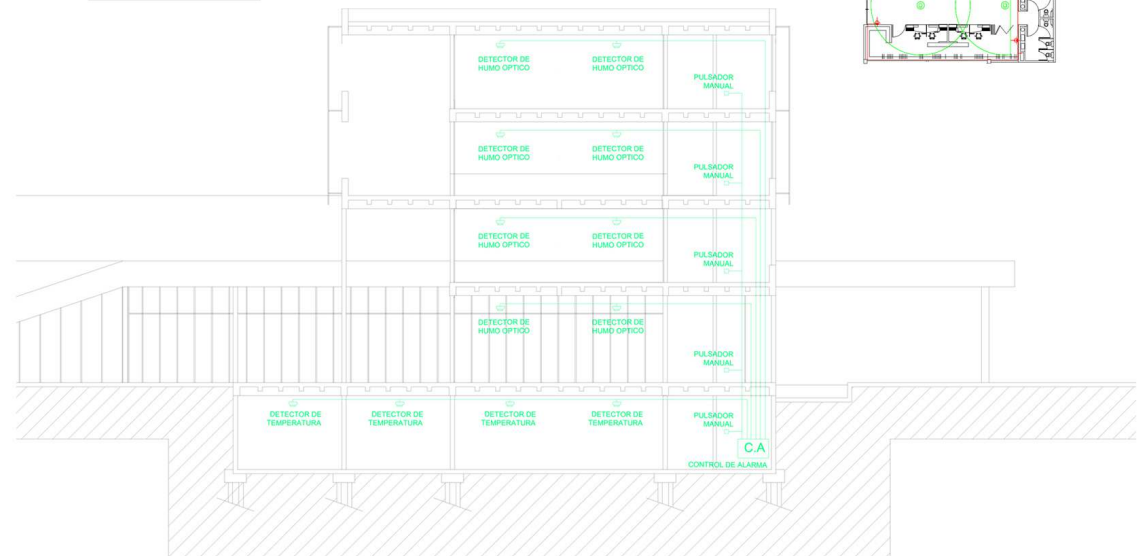 DETECTOR DE
HUMO OPTICO
DETECTOR DE
HUMO OPTICO
PULSADOR
MANUAL
DETECTOR DE
HUMO OPTICO
DETECTOR DE
HUMO OPTICO
PULSADOR
MANUAL
DETECTOR DE
HUMO OPTICO
DETECTOR DE
HUMO OPTICO
PULSADOR
MANUAL
DETECTOR DE
HUMO OPTICO
DETECTOR DE
HUMO OPTICO
PULSADOR
MANUAL
DETECTOR DE
TEMPERATURA
DETECTOR DE
TEMPERATURA
DETECTOR DE
TEMPERATURA
DETECTOR DE
TEMPERATURA
PULSADOR
MANUAL
C.A
CONTROL DE ALARMA